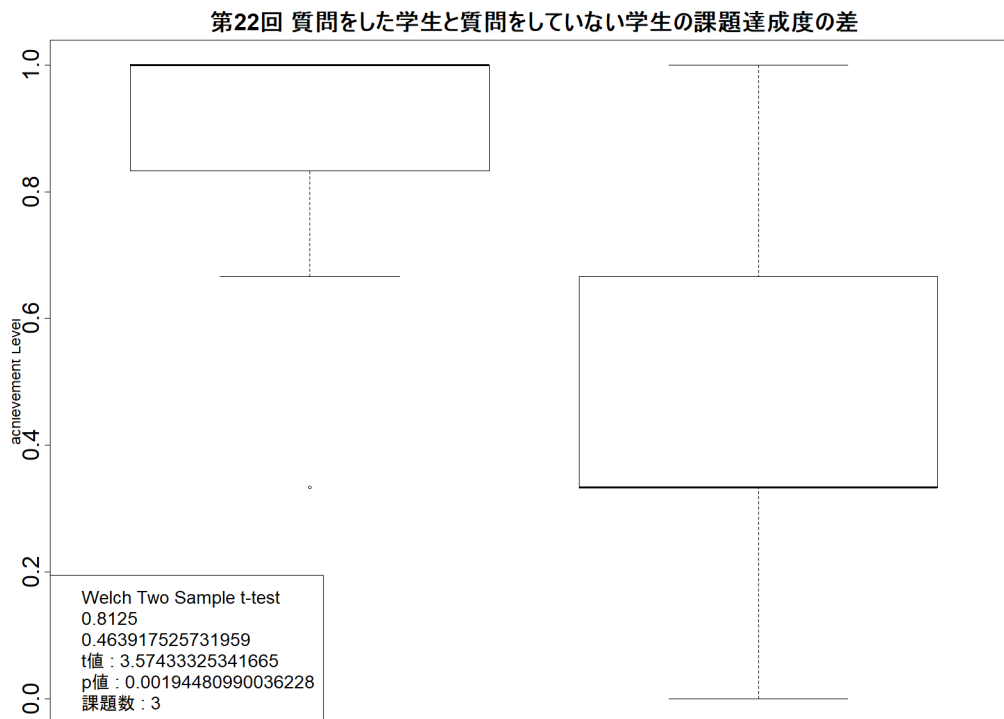 第22回 質問をした学生と質問をしていない学生の課題達成度の差
1.0
0.8
0.6
0.4
0.2
0.0
achievement Level
Welch Two Sample t-test
0.8125
0.463917525731959
t値 : 3.57433325341665
p値 : 0.00194480990036228
課題数 : 3